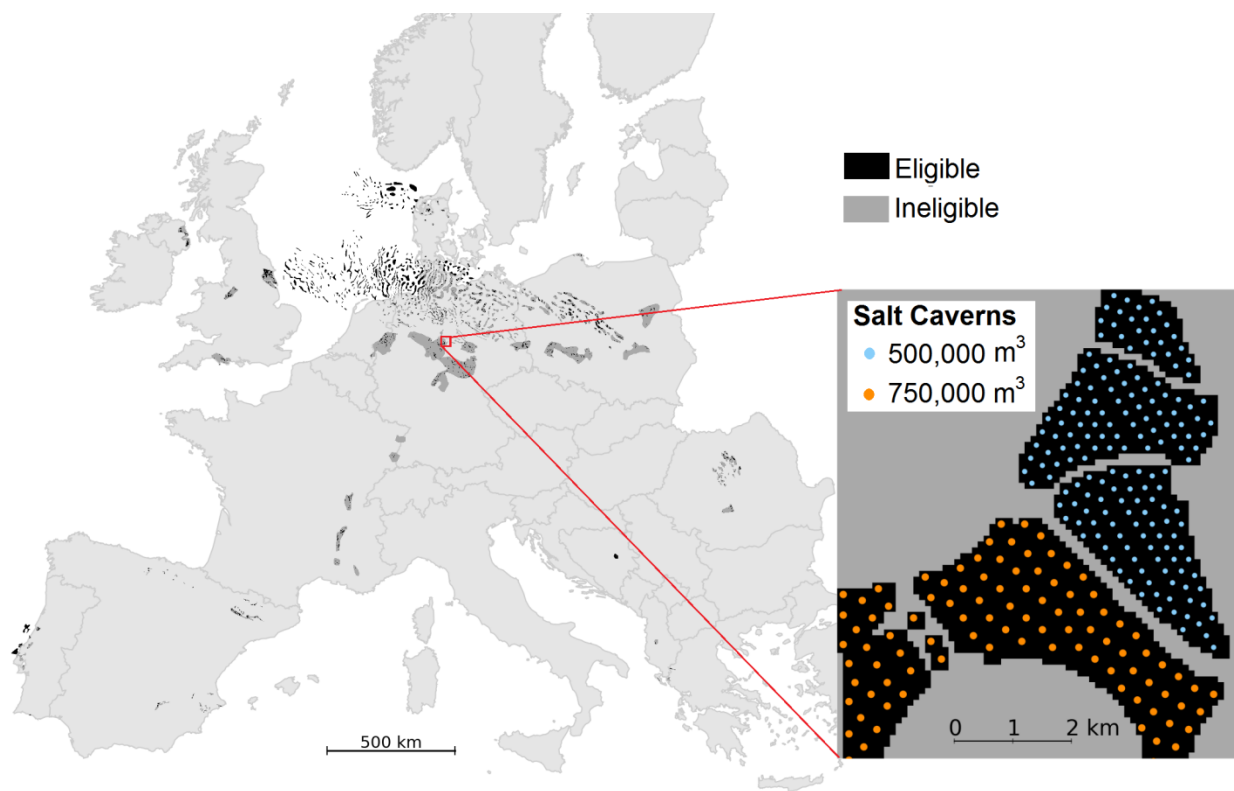 Eligible
Ineligible
Salt Caverns
500,000 m³
750,000 m³
0 1 2 km
500 km